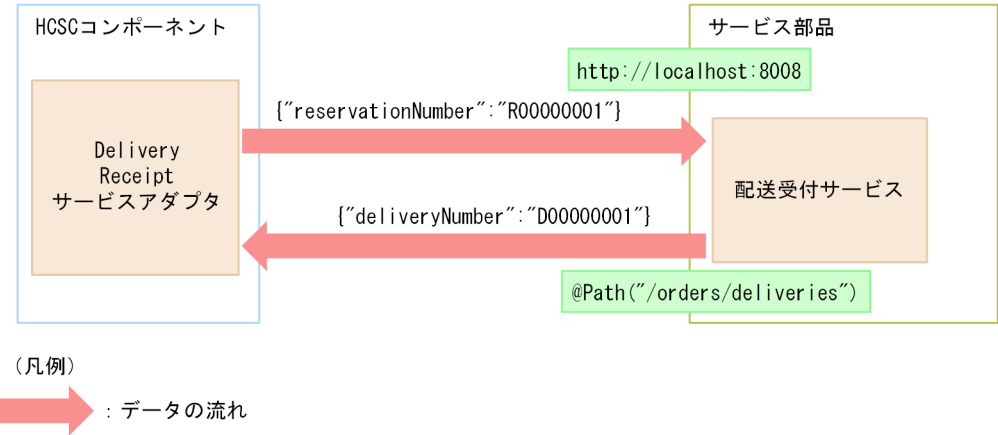 HCSCコンポーネント
サービス部品
http://localhost:8008
{"reservationNumber":"R00000001"}
Delivery
Receipt
サービスアダプタ
配送受付サービス
{"deliveryNumber":"D00000001"}
@Path("/orders/deliveries")
（凡例）
：データの流れ